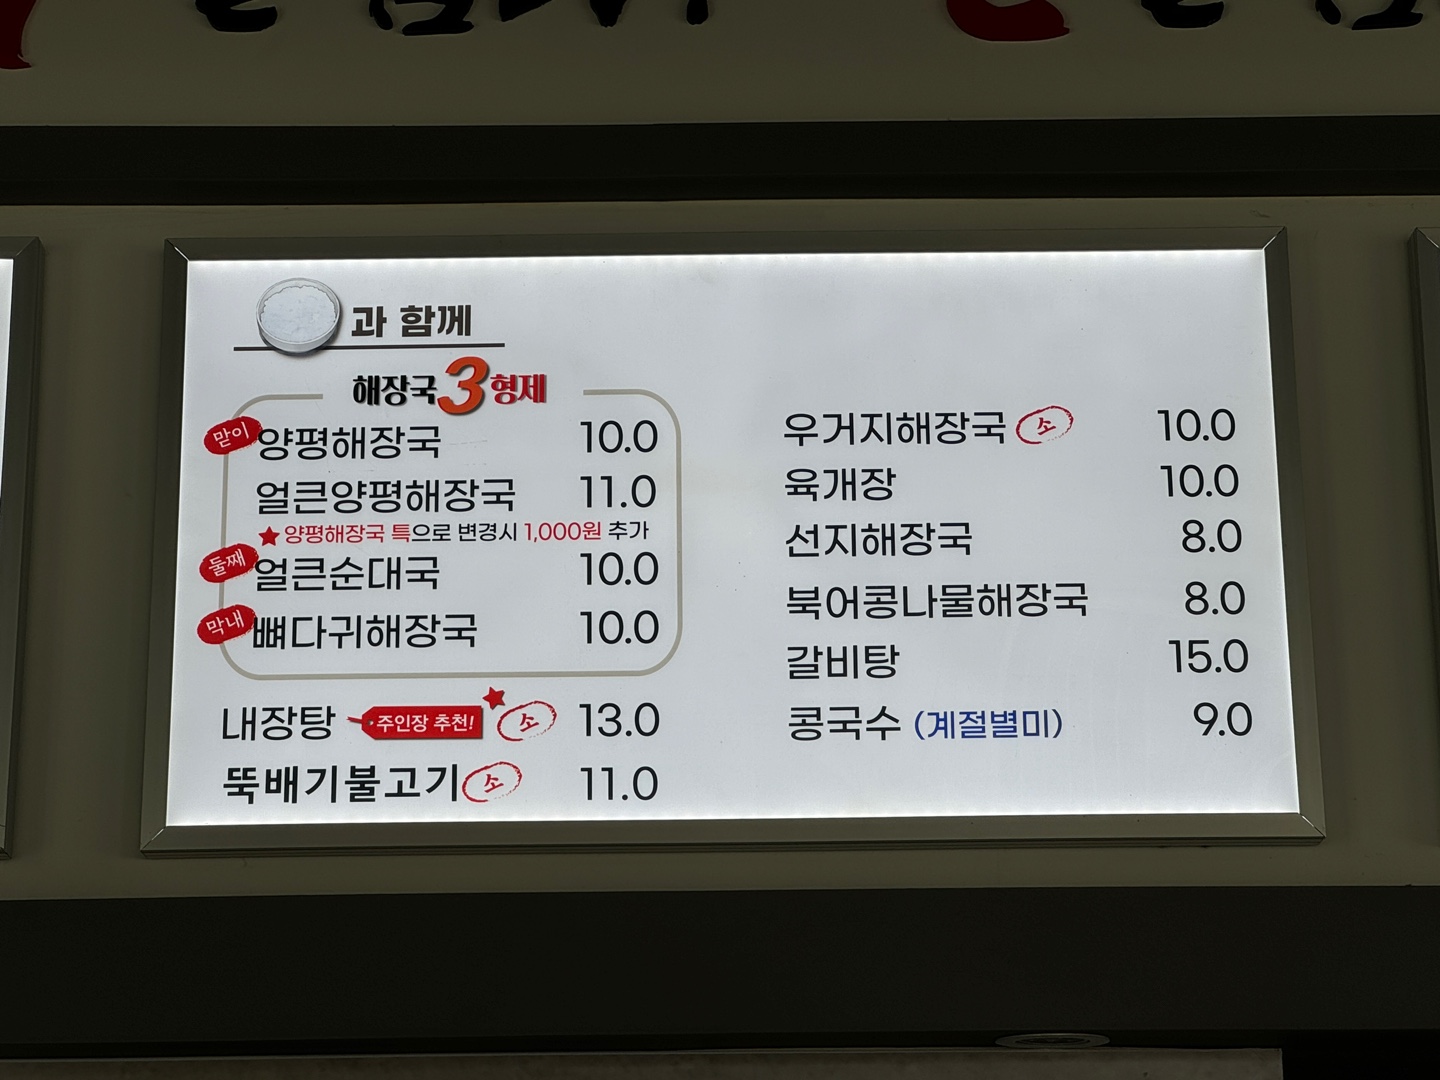 과 함께
해장국3형제
맏이 양평해장국 10.0
얼큰양평해장국 11.0
★양평해장국 특으로 변경시 1,000원 추가
둘째 얼큰순대국 10.0
막내 뼈다귀해장국 10.0
내장탕 주인장 추천! 소 13.0
뚝배기불고기 소 11.0
우거지해장국 소 10.0
육개장 10.0
선지해장국 8.0
북어콩나물해장국 8.0
갈비탕 15.0
콩국수 (계절별미) 9.0